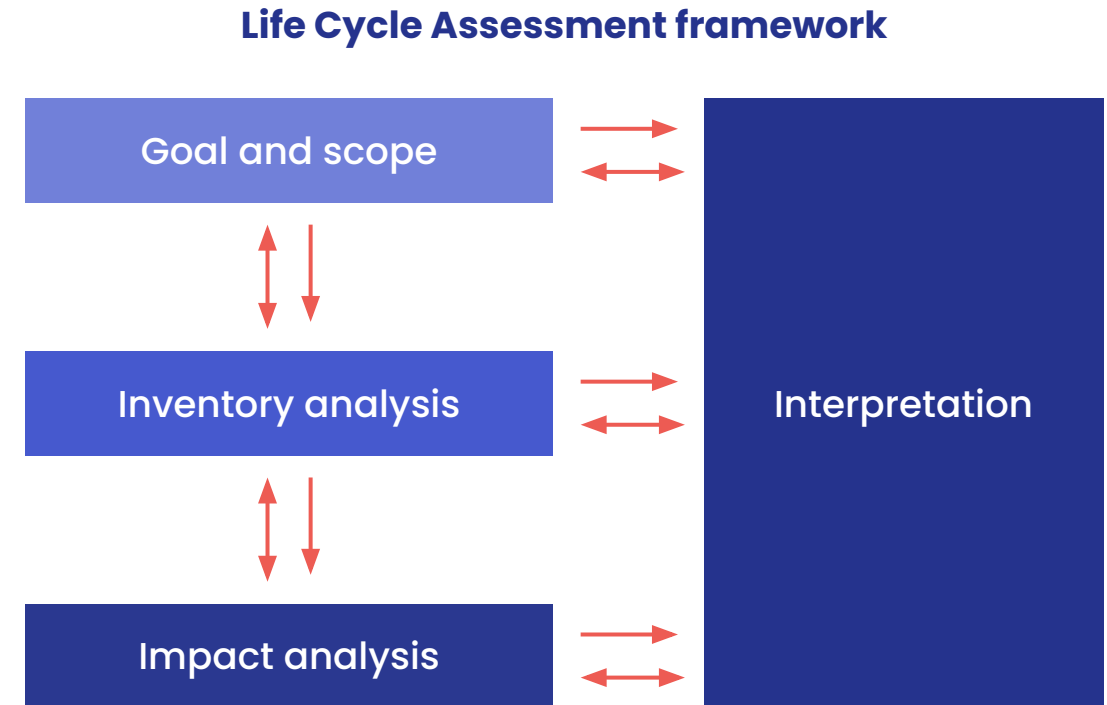 Life Cycle Assessment framework
Goal and scope
Inventory analysis
Interpretation
Impact analysis